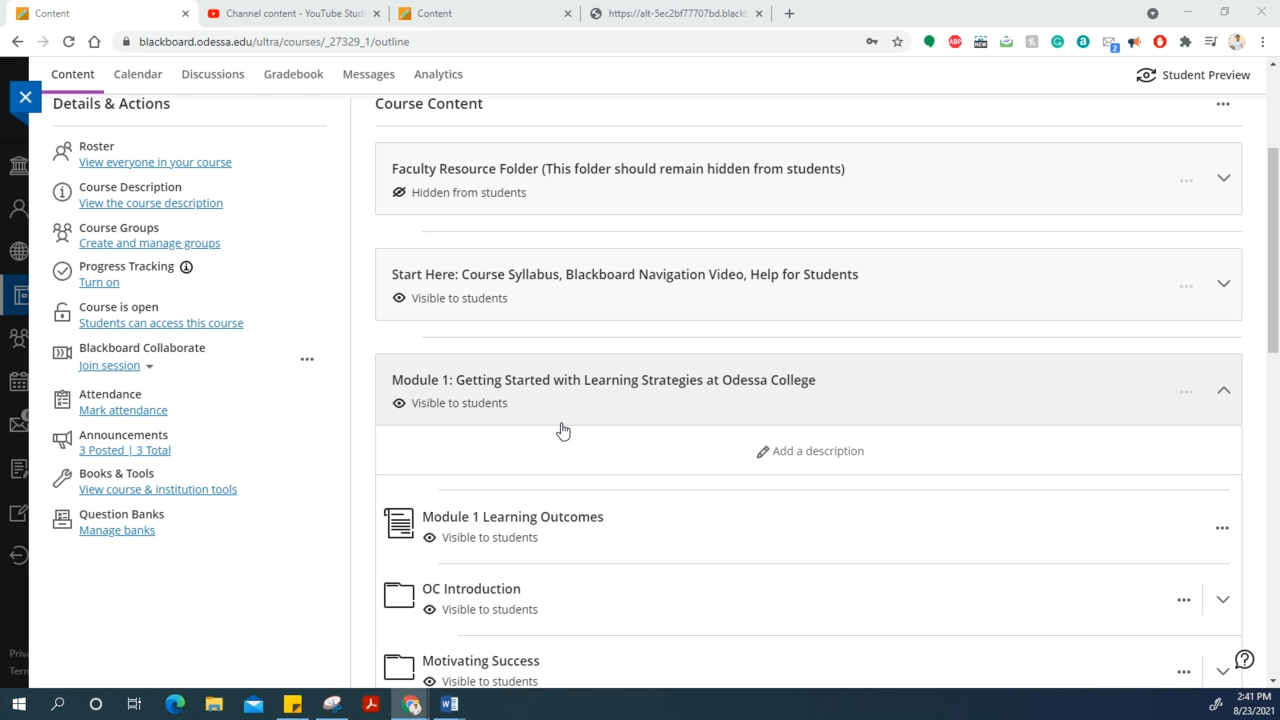 Content
Channel content - YouTube Stud
Content
https://alt-5ec2bf77707bd.blackb
blackboard.odessa.edu/ultra/courses/_27329_1/outline
ABP
NEW
2
Content
Calendar
Discussions
Gradebook
Messages
Analytics
Student Preview
Details & Actions
Roster
View everyone in your course
Course Description
View the course description
Course Groups
Create and manage groups
Progress Tracking
Turn on
Course is open
Students can access this course
Blackboard Collaborate
Join session
Attendance
Mark attendance
Announcements
3 Posted | 3 Total
Books & Tools
View course & institution tools
Question Banks
Manage banks
Priv
Tern
Course Content
Faculty Resource Folder (This folder should remain hidden from students)
Hidden from students
Start Here: Course Syllabus, Blackboard Navigation Video, Help for Students
Visible to students
Module 1: Getting Started with Learning Strategies at Odessa College
Visible to students
Add a description
Module 1 Learning Outcomes
Visible to students
OC Introduction
Visible to students
Motivating Success
Visible to students
2:41 PM
8/23/2021